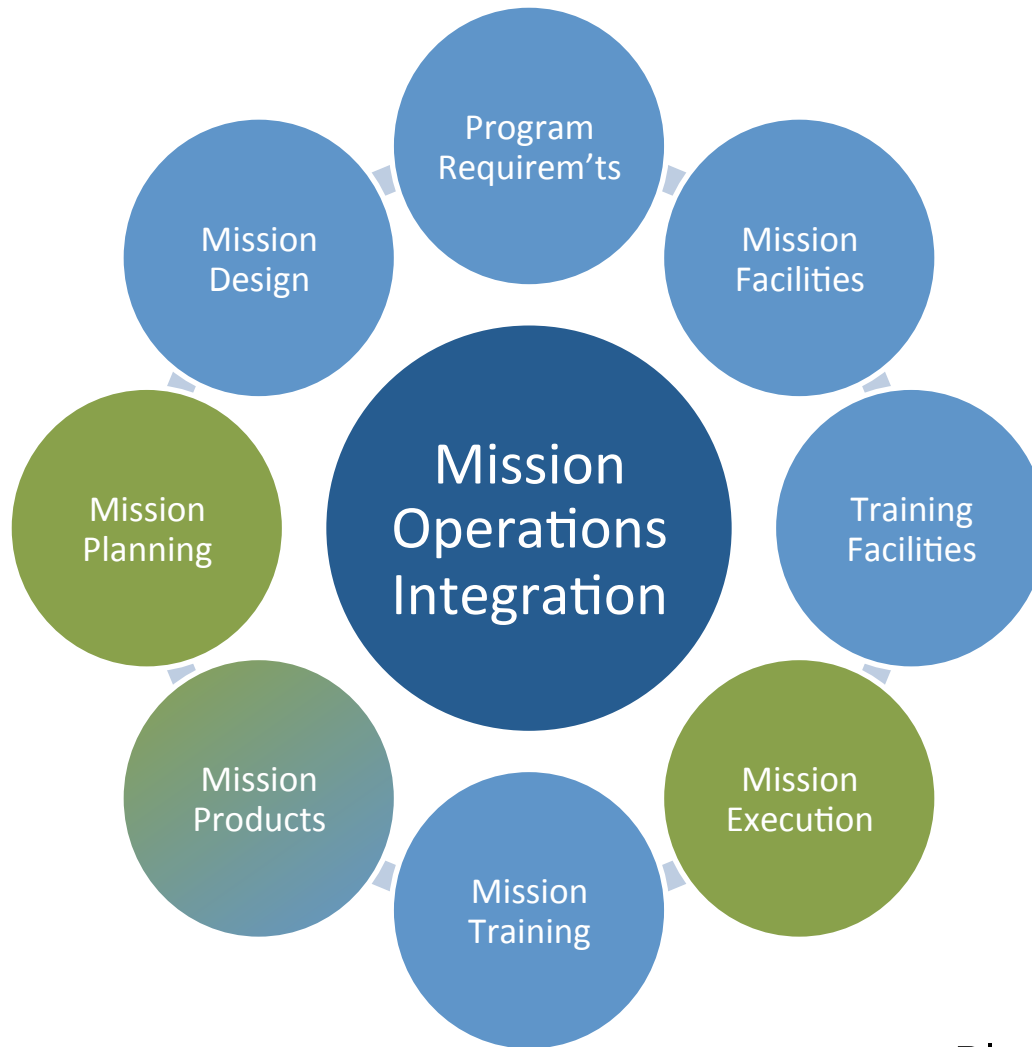 Program
Requirem’ts
Mission
Design
Mission
Facilities
Mission
Operations
Integration
Mission
Planning
Training
Facilities
Mission
Products
Mission
Execution
Mission
Training